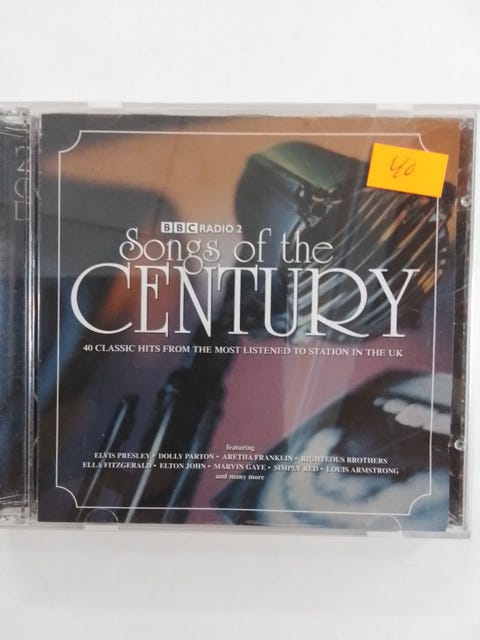 40
BBC RADIO 2
Songs of the
CENTURY
40 CLASSIC HITS FROM THE MOST LISTENED TO STATION IN THE UK
featuring
ELVIS PRESLEY • DOLLY PARTON • ARETHA FRANKLIN • RIGHTEOUS BROTHERS
ELLA FITZGERALD • ELTON JOHN • MARVIN GAYE • SIMPLY RED • LOUIS ARMSTRONG
and many more